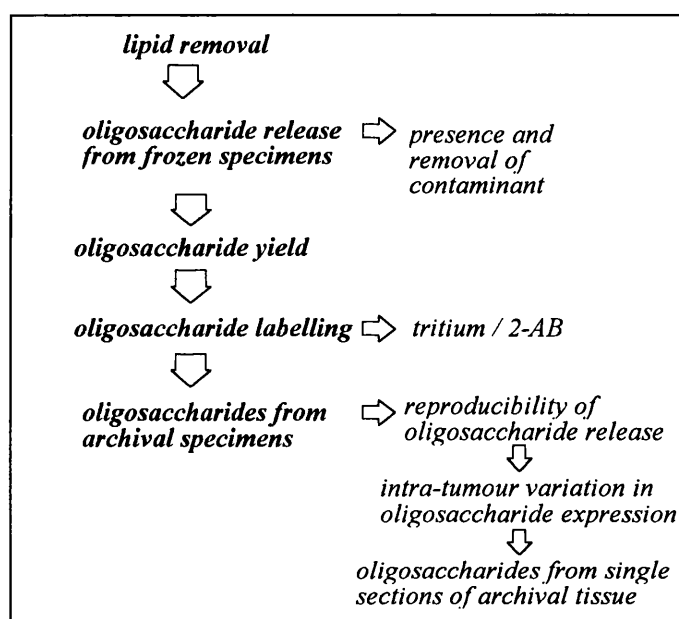 lipid removal
oligosaccharide release
from frozen specimens
presence and
removal of
contaminant
oligosaccharide yield
oligosaccharide labelling
tritium / 2-AB
oligosaccharides from
archival specimens
reproducibility of
oligosaccharide release
intra-tumour variation in
oligosaccharide expression
oligosaccharides from single
sections of archival tissue